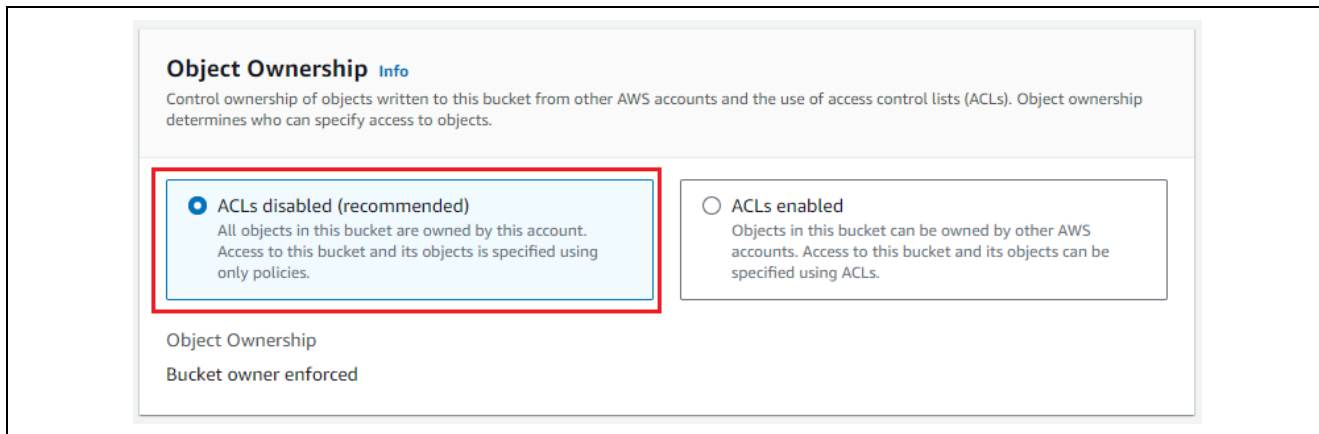 Object Ownership Info
Control ownership of objects written to this bucket from other AWS accounts and the use of access control lists (ACLs). Object ownership
determines who can specify access to objects.
ACLs disabled (recommended)
All objects in this bucket are owned by this account.
Access to this bucket and its objects is specified using
only policies.
ACLs enabled
Objects in this bucket can be owned by other AWS
accounts. Access to this bucket and its objects can be
specified using ACLs.
Object Ownership
Bucket owner enforced